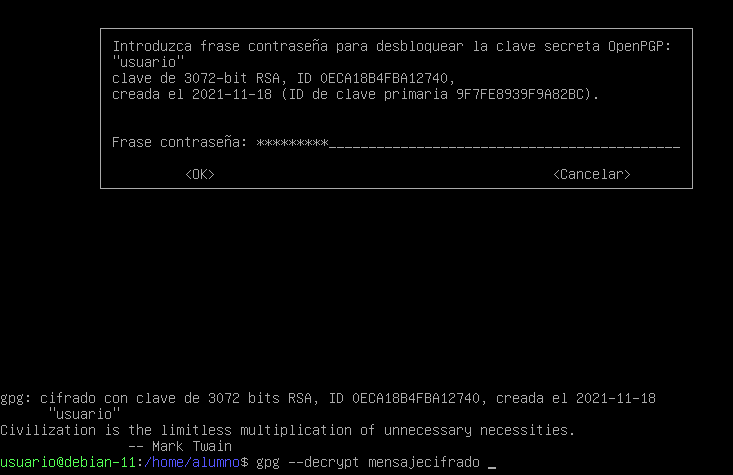 Introduzca frase contraseña para desbloquear la clave secreta OpenPGP:
"usuario"
clave de 3072-bit RSA, ID 0ECA18B4FBA12740,
creada el 2021-11-18 (ID de clave primaria 9F7FE8939F9A82BC).
Frase contraseña: *********____________________________________________
<OK> <Cancelar>
gpg: cifrado con clave de 3072 bits RSA, ID 0ECA18B4FBA12740, creada el 2021-11-18
"usuario"
Civilization is the limitless multiplication of unnecessary necessities.
-- Mark Twain
usuario@debian-11:/home/alumno$ gpg --decrypt mensajecifrado _